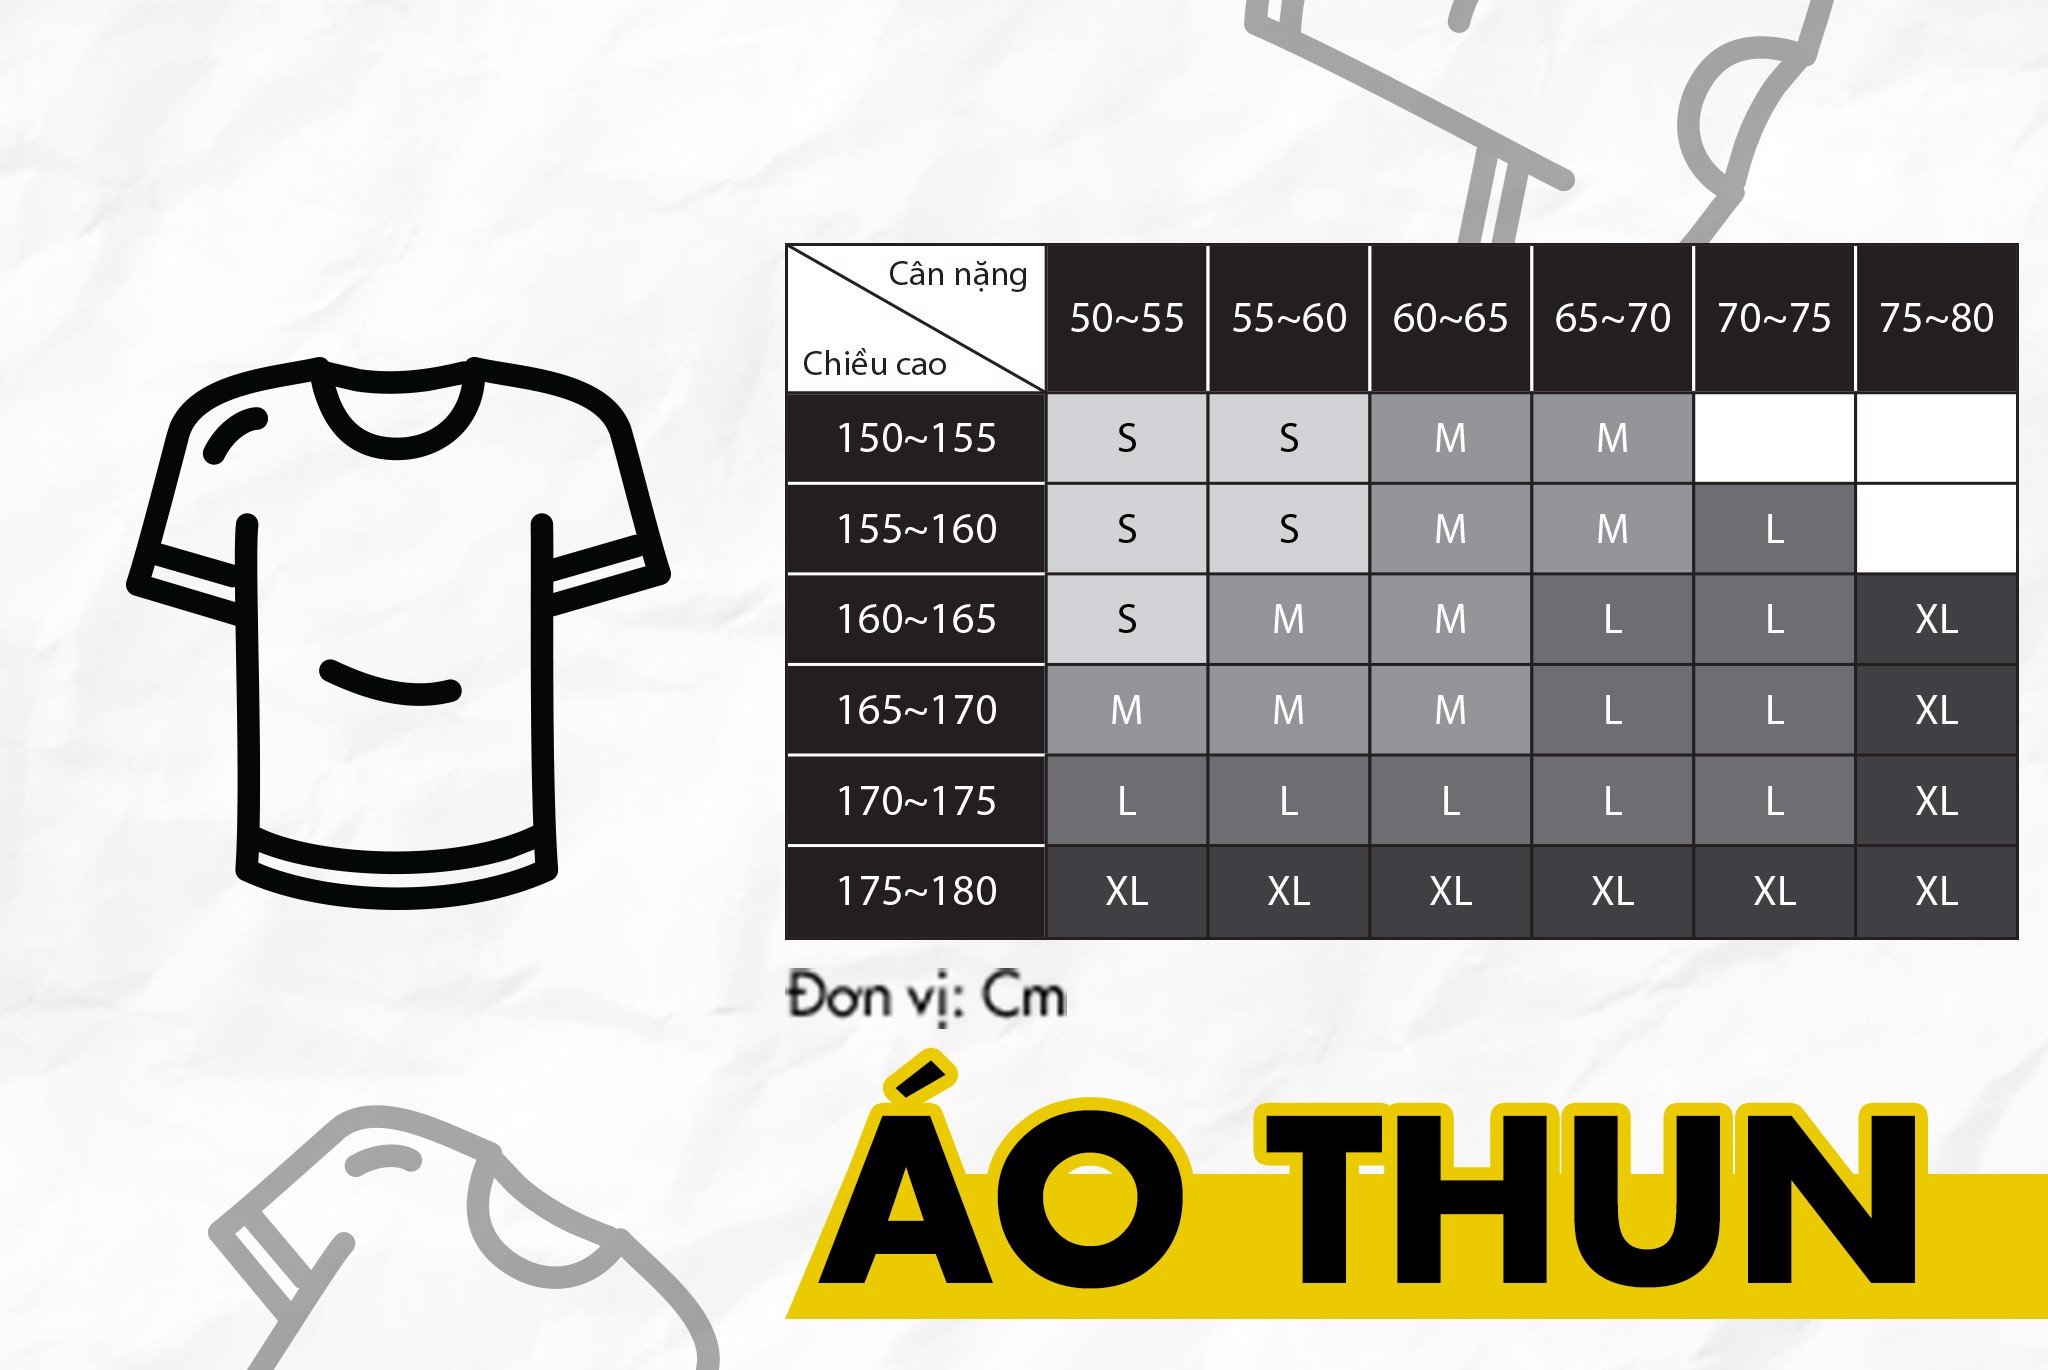 Cân nặng
Chiều cao
50~55 55~60 60~65 65~70 70~75 75~80
150~155 S S M M
155~160 S S M M L
160~165 S M M L L XL
165~170 M M M L L XL
170~175 L L L L L XL
175~180 XL XL XL XL XL XL
Đơn vị: Cm
ÁO THUN